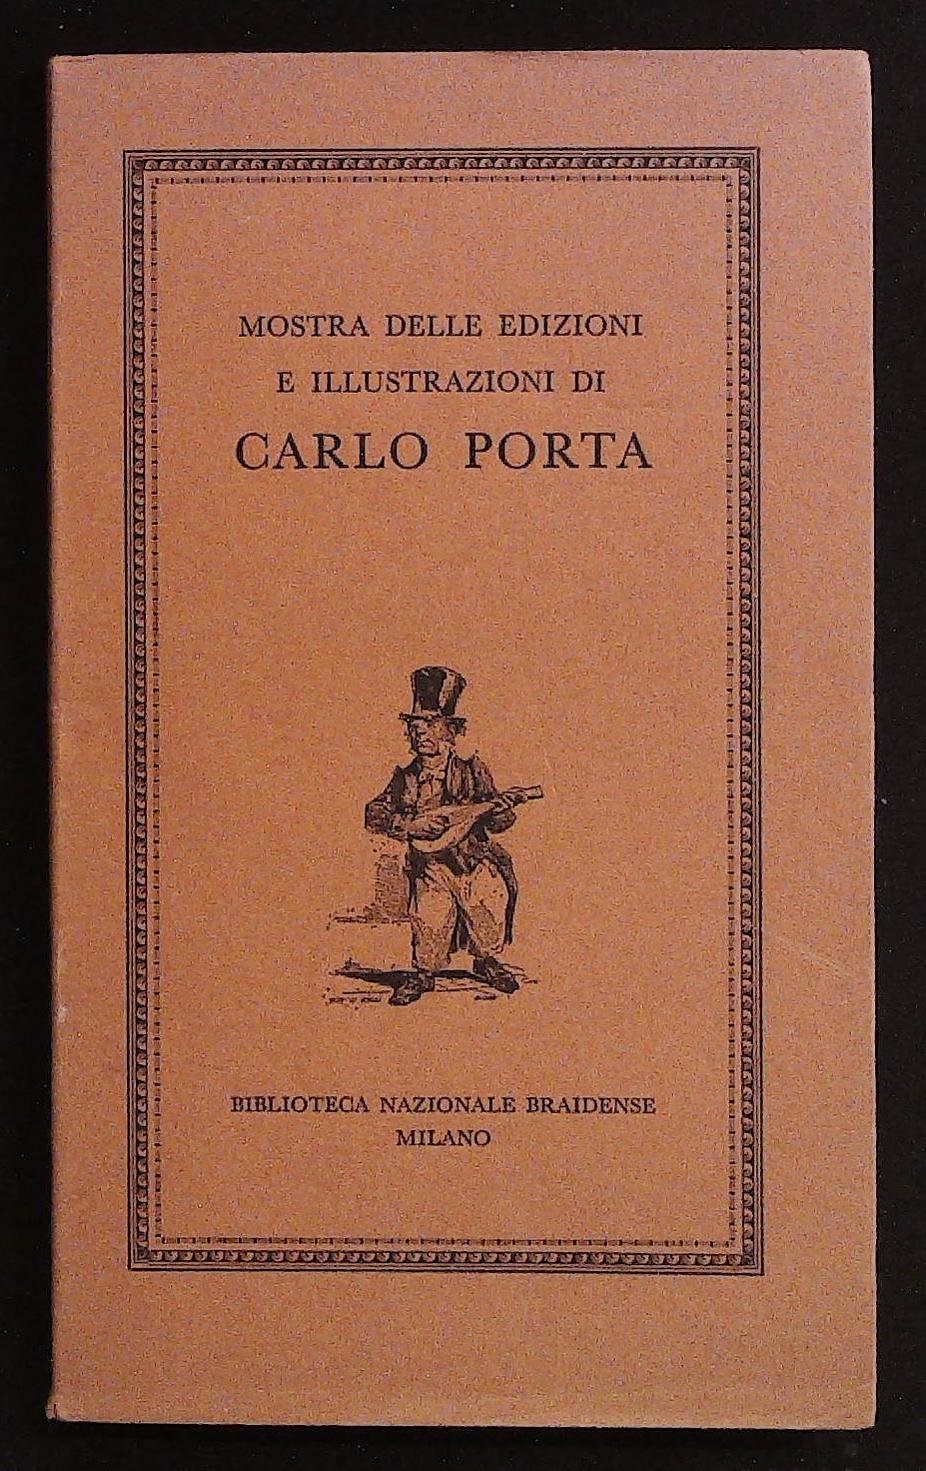 MOSTRA DELLE EDIZIONI
E ILLUSTRAZIONI DI
CARLO PORTA
BIBLIOTECA NAZIONALE BRAIDENSE
MILANO